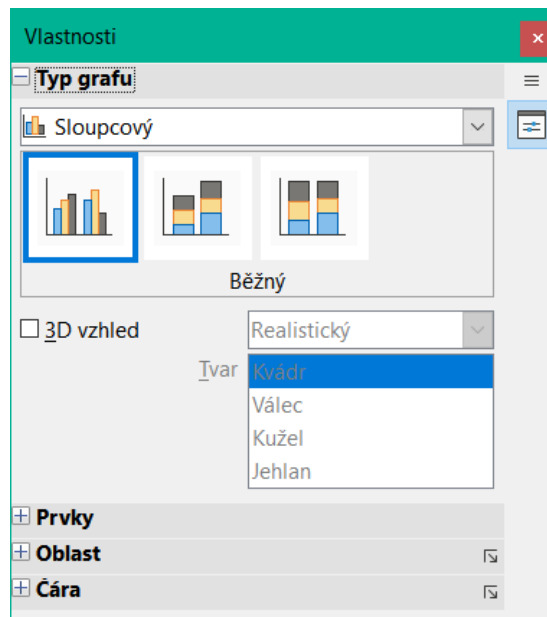 Vlastnosti
Typ grafu
Sloupcový
Běžný
3D vzhled
Realistický
Tvar
Kvádr
Válec
Kužel
Jehlan
Prvky
Oblast
Čára